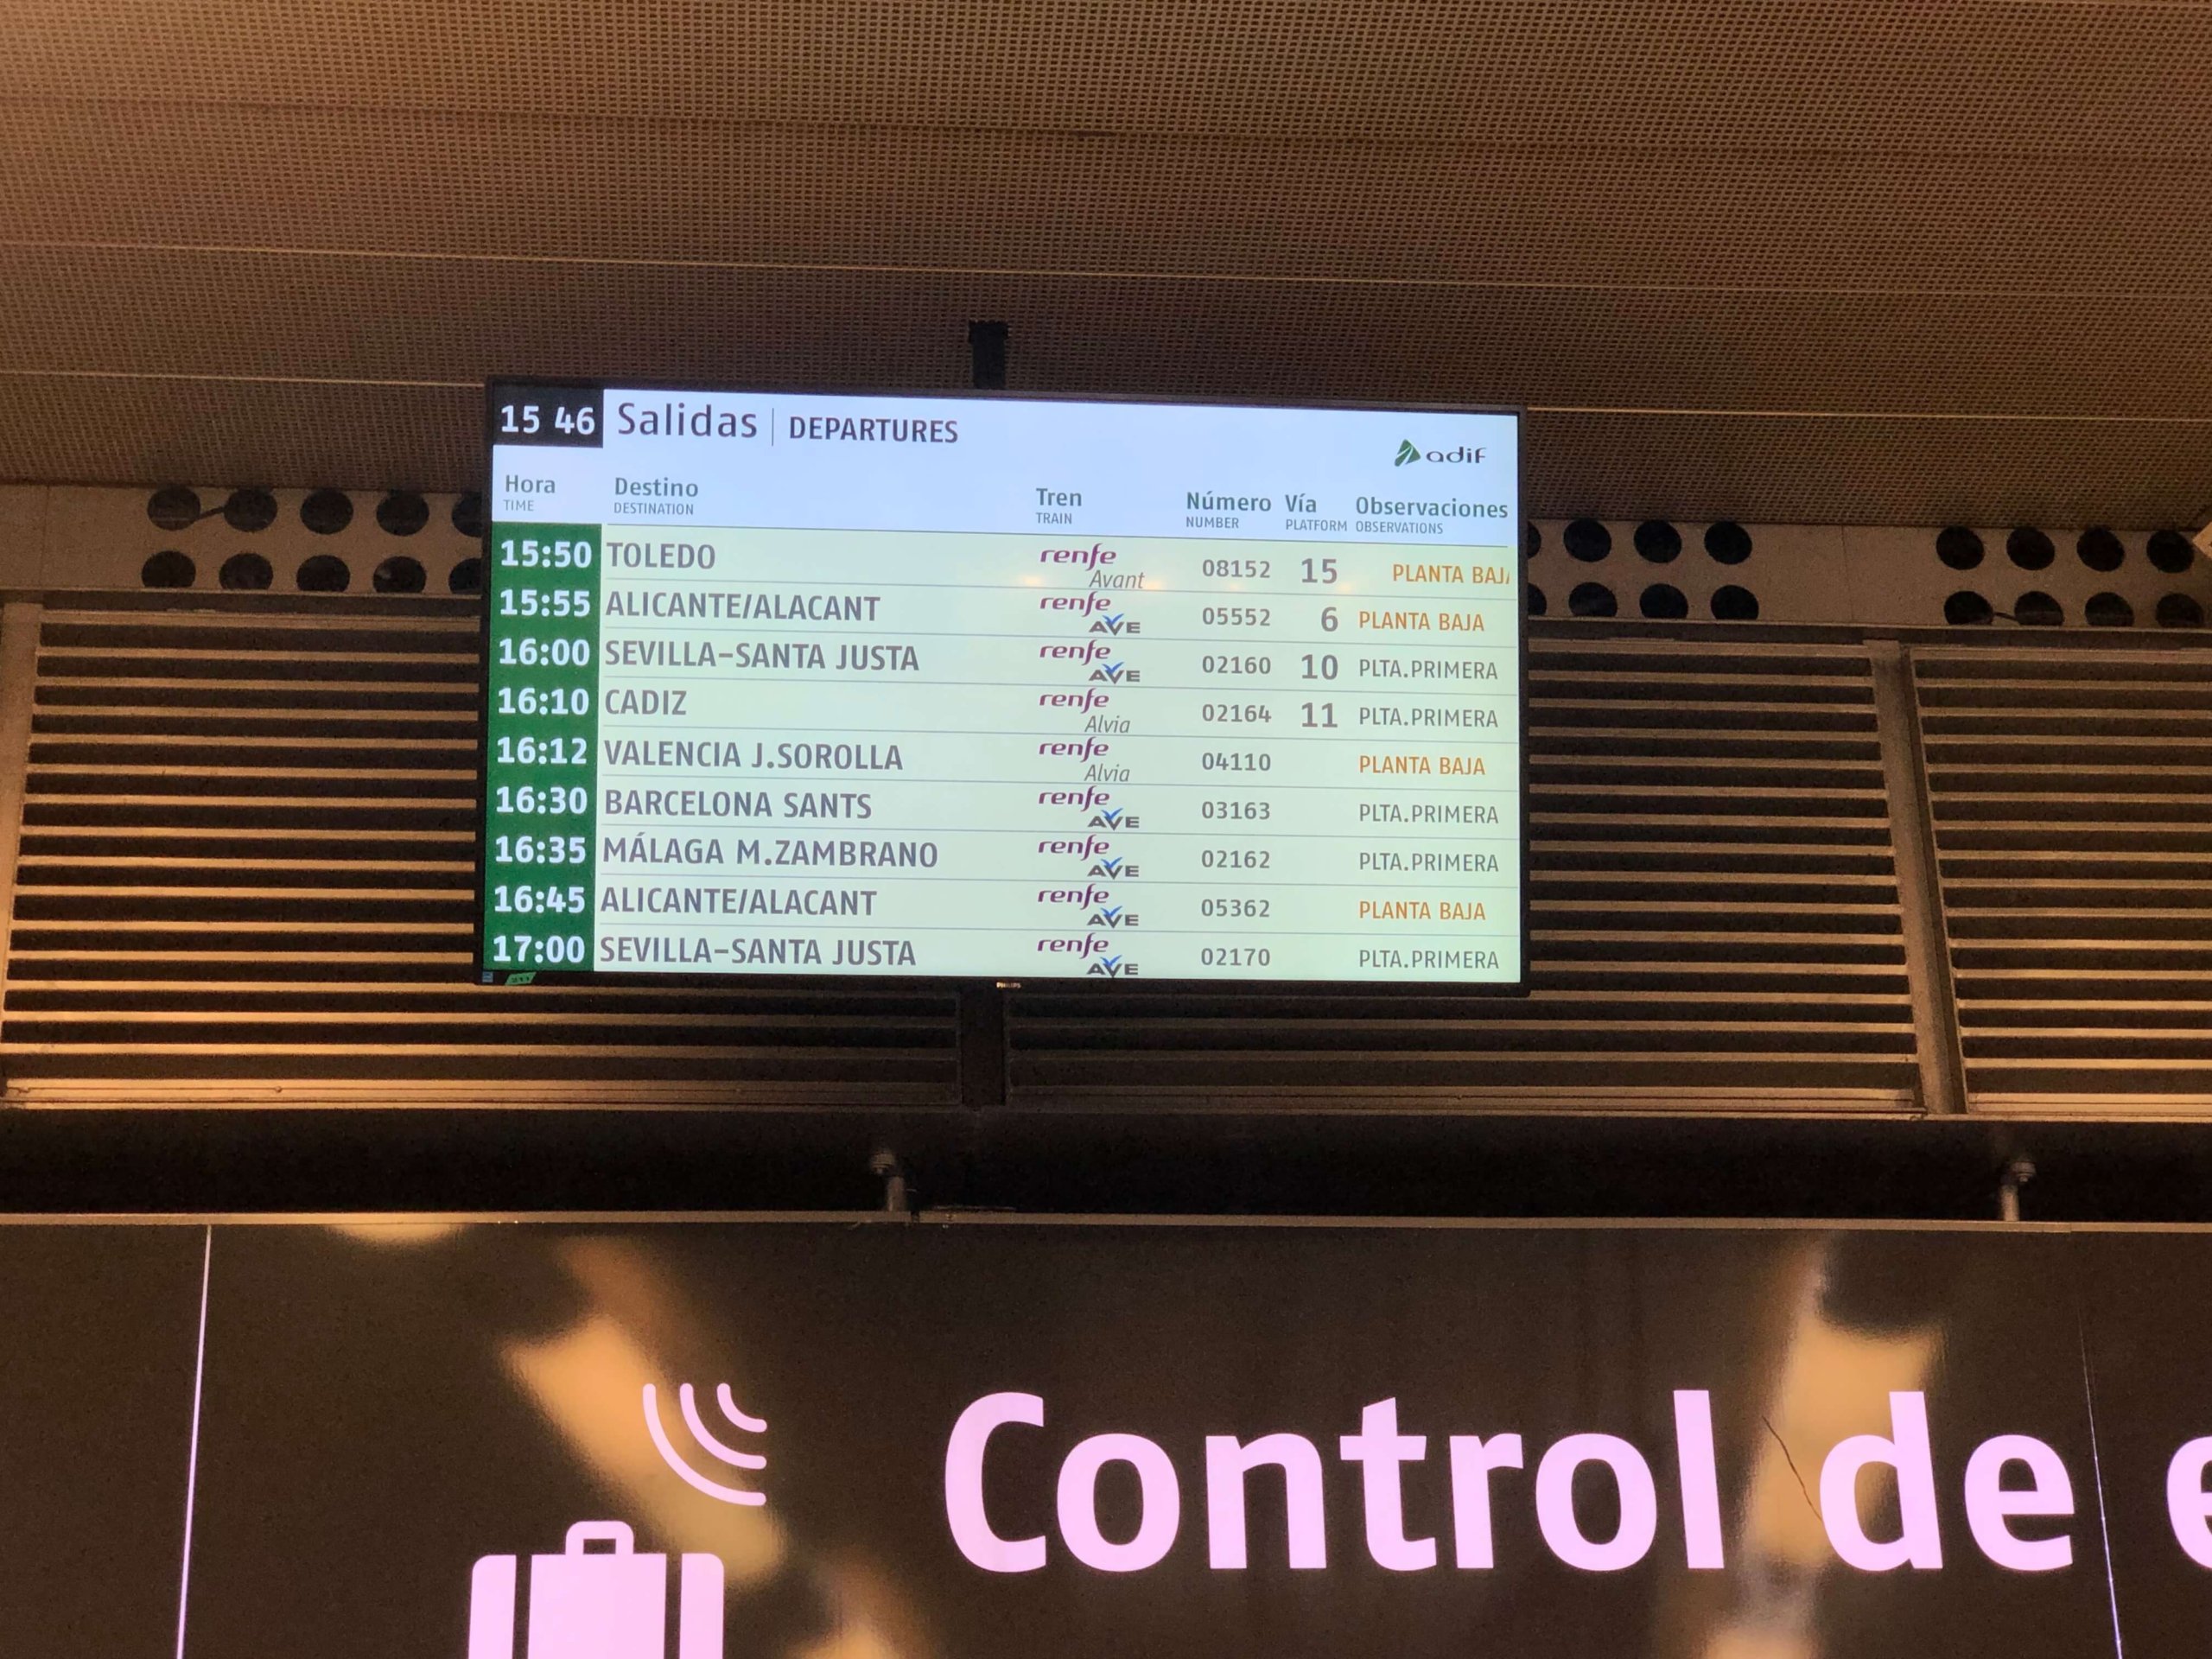 15 46 Salidas | DEPARTURES
adif
Hora Destino Tren Número Vía Observaciones
TIME DESTINATION TRAIN NUMBER PLATFORM OBSERVATIONS
15:50 TOLEDO renfe Avant 08152 15 PLANTA BAJ
15:55 ALICANTE/ALACANT renfe AVE 05552 6 PLANTA BAJA
16:00 SEVILLA-SANTA JUSTA renfe AVE 02160 10 PLTA.PRIMERA
16:10 CADIZ renfe Alvia 02164 11 PLTA.PRIMERA
16:12 VALENCIA J.SOROLLA renfe Alvia 04110 PLANTA BAJA
16:30 BARCELONA SANTS renfe AVE 03163 PLTA.PRIMERA
16:35 MÁLAGA M.ZAMBRANO renfe AVE 02162 PLTA.PRIMERA
16:45 ALICANTE/ALACANT renfe AVE 05362 PLANTA BAJA
17:00 SEVILLA-SANTA JUSTA renfe AVE 02170 PLTA.PRIMERA
PHILIPS
Control de e